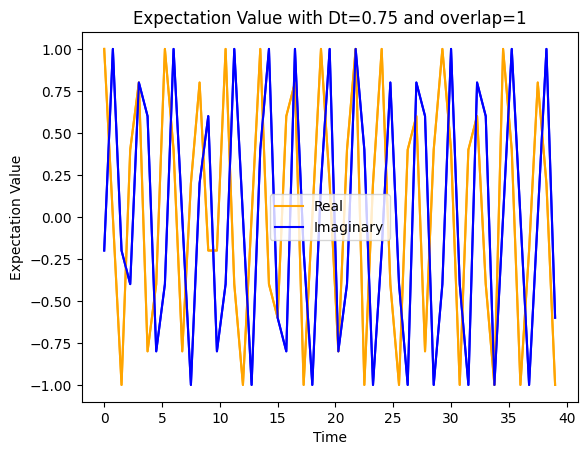 Expectation Value with Dt=0.75 and overlap=1
1.00
0.75
0.50
0.25
0.00
−0.25
−0.50
−0.75
−1.00
Expectation Value
Real
Imaginary
0 5 10 15 20 25 30 35 40
Time